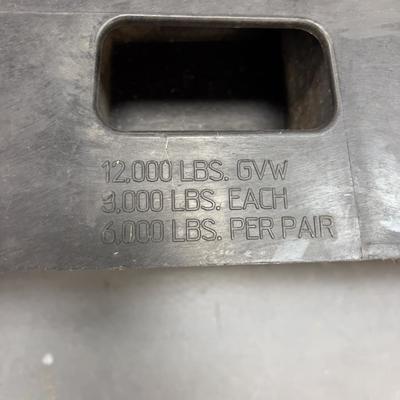 12,000 LBS. GVW
3,000 LBS. EACH
6,000 LBS. PER PAIR